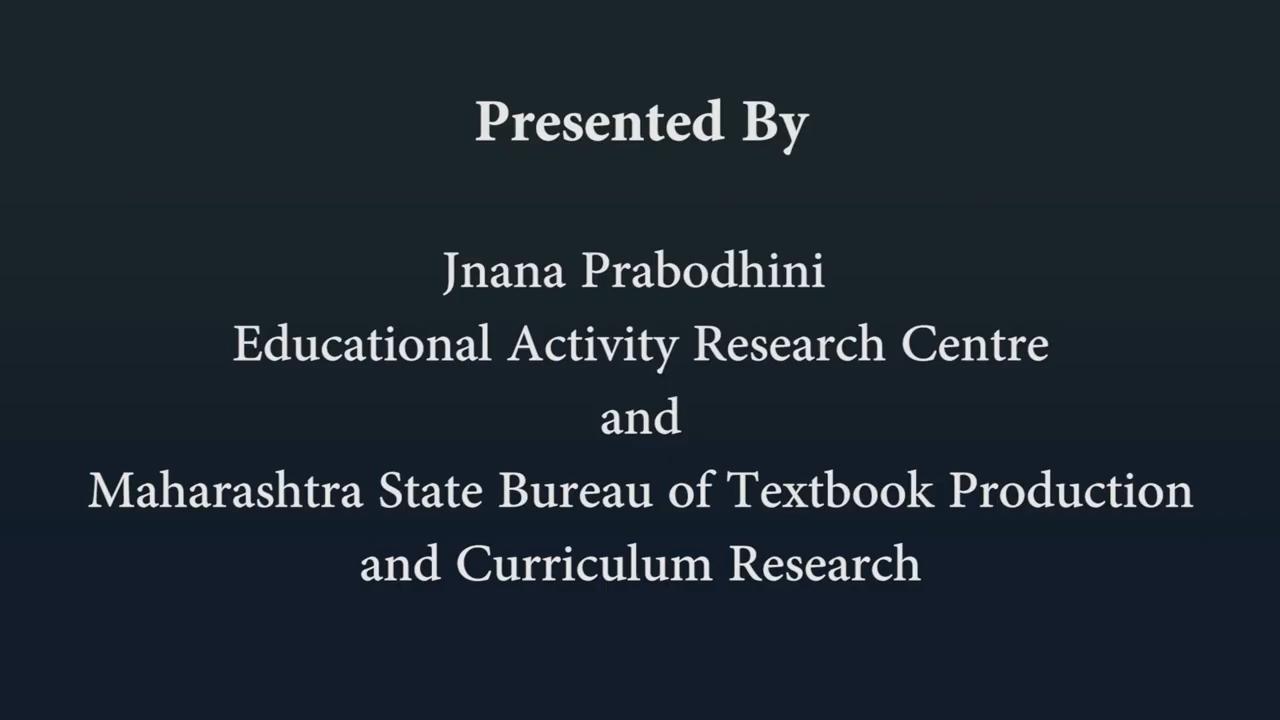 Presented By
Jnana Prabodhini
Educational Activity Research Centre
and
Maharashtra State Bureau of Textbook Production
and Curriculum Research